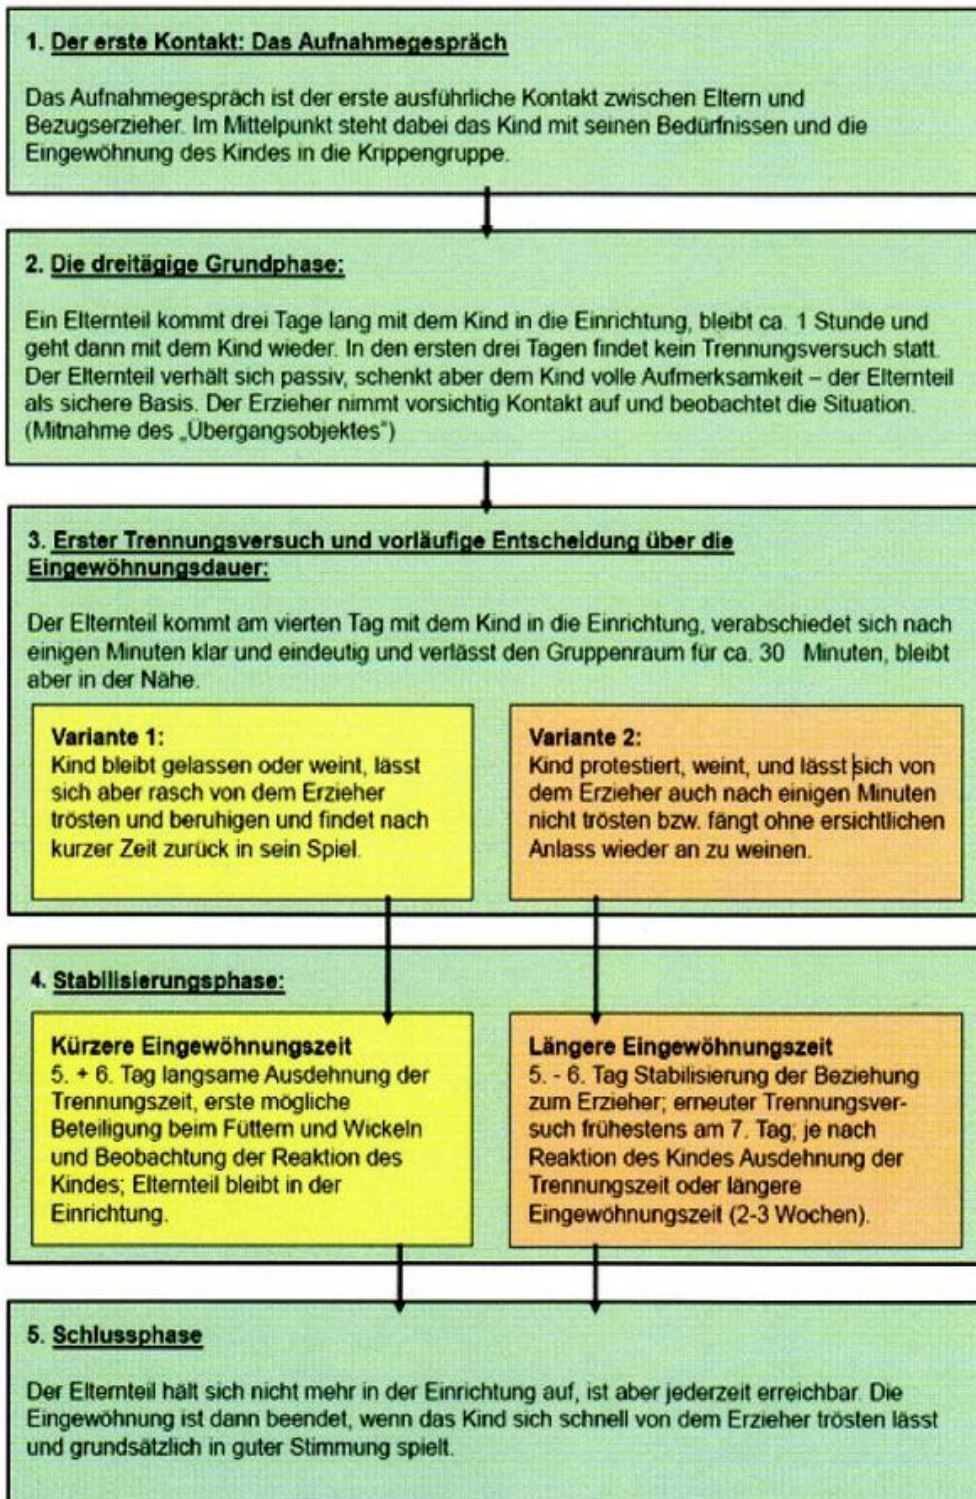 1. Der erste Kontakt: Das Aufnahmegespräch
Das Aufnahmegespräch ist der erste ausführliche Kontakt zwischen Eltern und
Bezugserzieher. Im Mittelpunkt steht dabei das Kind mit seinen Bedürfnissen und die
Eingewöhnung des Kindes in die Krippengruppe.
2. Die dreitägige Grundphase:
Ein Elternteil kommt drei Tage lang mit dem Kind in die Einrichtung, bleibt ca. 1 Stunde und
geht dann mit dem Kind wieder. In den ersten drei Tagen findet kein Trennungsversuch statt.
Der Elternteil verhält sich passiv, schenkt aber dem Kind volle Aufmerksamkeit – der Elternteil
als sichere Basis. Der Erzieher nimmt vorsichtig Kontakt auf und beobachtet die Situation.
(Mitnahme des „Übergangsobjektes“)
3. Erster Trennungsversuch und vorläufige Entscheidung über die
Eingewöhnungsdauer:
Der Elternteil kommt am vierten Tag mit dem Kind in die Einrichtung, verabschiedet sich nach
einigen Minuten klar und eindeutig und verlässt den Gruppenraum für ca. 30 Minuten, bleibt
aber in der Nähe.
Variante 1:
Kind bleibt gelassen oder weint, lässt
sich aber rasch von dem Erzieher
trösten und beruhigen und findet nach
kurzer Zeit zurück in sein Spiel.
Variante 2:
Kind protestiert, weint, und lässt sich von
dem Erzieher auch nach einigen Minuten
nicht trösten bzw. fängt ohne ersichtlichen
Anlass wieder an zu weinen.
4. Stabilisierungsphase:
Kürzere Eingewöhnungszeit
5. + 6. Tag langsame Ausdehnung der
Trennungszeit, erste mögliche
Beteiligung beim Füttern und Wickeln
und Beobachtung der Reaktion des
Kindes; Elternteil bleibt in der
Einrichtung.
Längere Eingewöhnungszeit
5. - 6. Tag Stabilisierung der Beziehung
zum Erzieher; erneuter Trennungsver-
such frühestens am 7. Tag; je nach
Reaktion des Kindes Ausdehnung der
Trennungszeit oder längere
Eingewöhnungszeit (2-3 Wochen).
5. Schlussphase
Der Elternteil hält sich nicht mehr in der Einrichtung auf, ist aber jederzeit erreichbar. Die
Eingewöhnung ist dann beendet, wenn das Kind sich schnell von dem Erzieher trösten lässt
und grundsätzlich in guter Stimmung spielt.